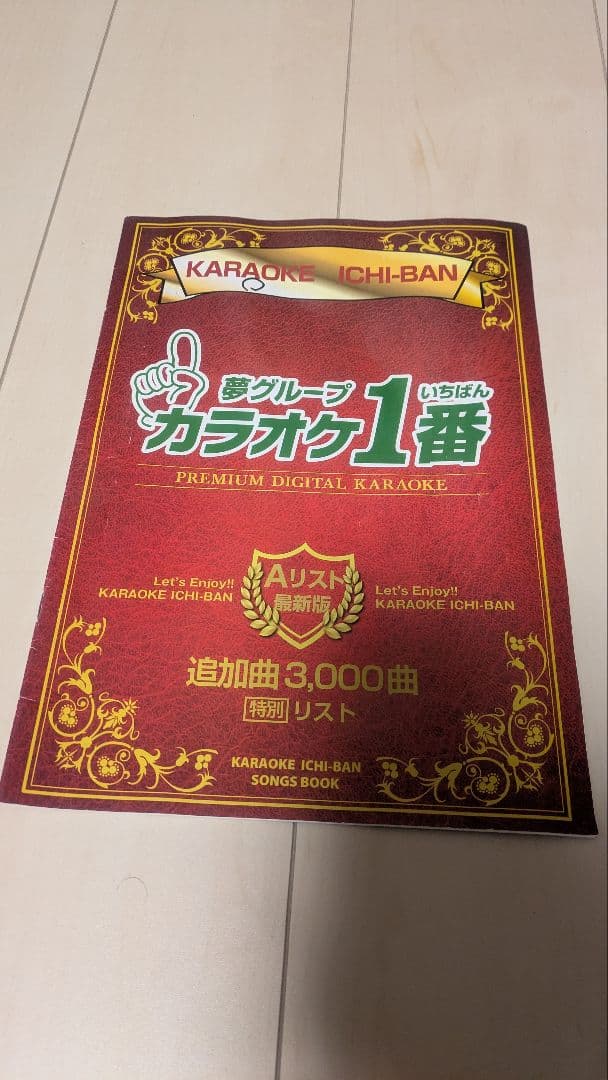 KARAOKE ICHI-BAN
夢グループ
いちばん
カラオケ1番
PREMIUM DIGITAL KARAOKE
Let's Enjoy!!
KARAOKE ICHI-BAN
Aリスト
最新版
Let's Enjoy!!
KARAOKE ICHI-BAN
追加曲3,000曲
特別リスト
KARAOKE ICHI-BAN
SONGS BOOK